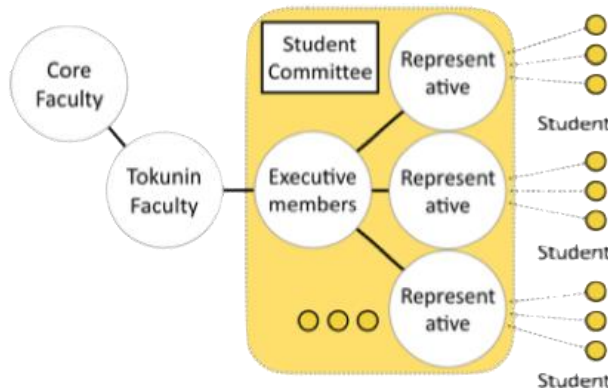 Core
Faculty
Tokunin
Faculty
Student
Committee
Executive
members
Represent
ative
Represent
ative
Represent
ative
Student
Student
Student